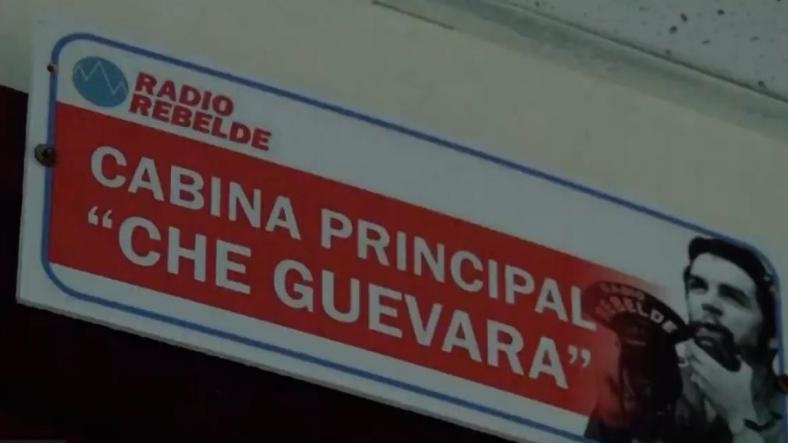 RADIO
REBELDE
CABINA PRINCIPAL
“CHE GUEVARA”
RADIO
REBELDE